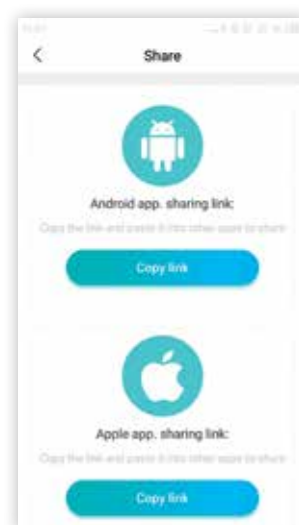 Share
Android app. sharing link:
Copy the link and paste it into other apps to share
Copy link
Apple app. sharing link:
Copy the link and paste it into other apps to share
Copy link